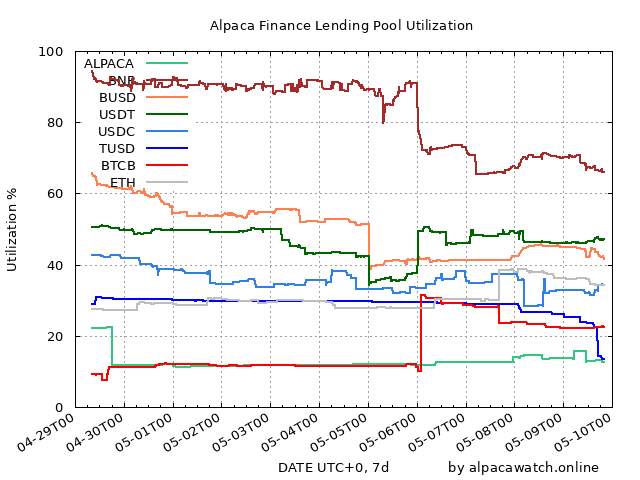 Alpaca Finance Lending Pool Utilization
100
80
60
40
20
0
Utilization %
ALPACA
BNB
BUSD
USDT
USDC
TUSD
BTCB
ETH
04-29T00
04-30T00
05-01T00
05-02T00
05-03T00
05-04T00
05-05T00
05-06T00
05-07T00
05-08T00
05-09T00
05-10T00
DATE UTC+0, 7d
by alpacawatch.online